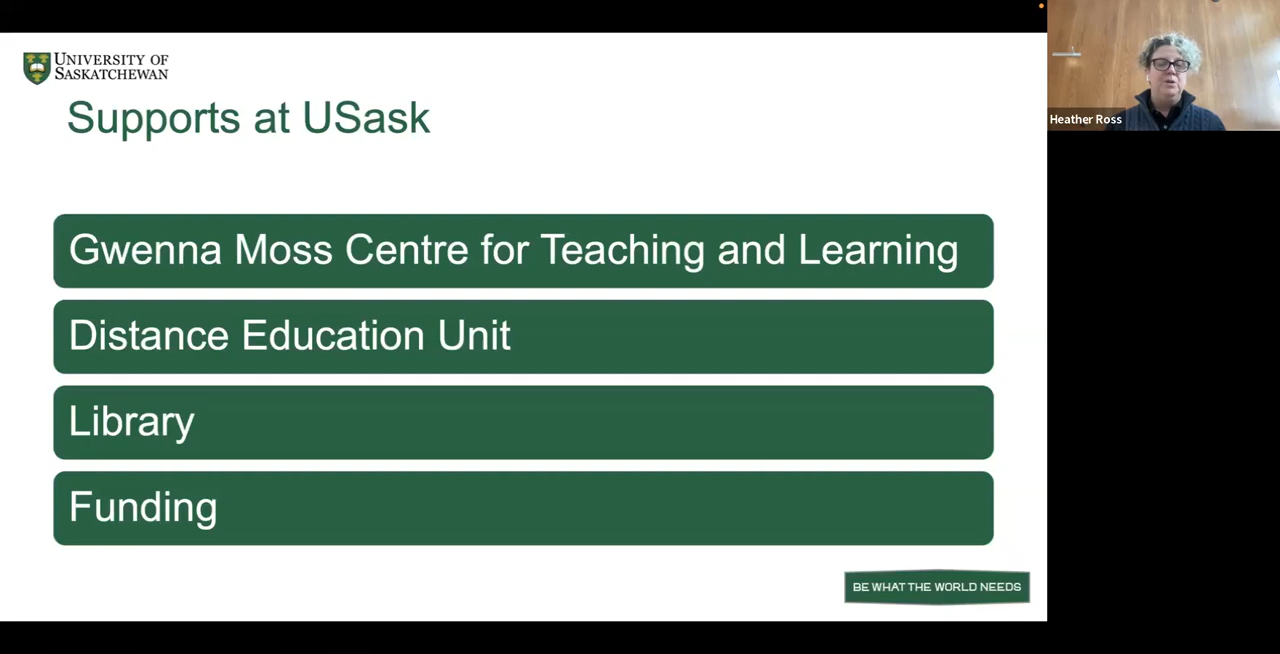 UNIVERSITY OF
SASKATCHEWAN
Supports at USask
Gwenna Moss Centre for Teaching and Learning
Distance Education Unit
Library
Funding
BE WHAT THE WORLD NEEDS
Heather Ross